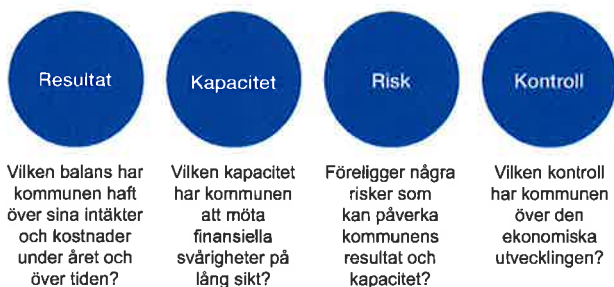 Resultat
Vilken balans har
kommunen haft
över sina intäkter
och kostnader
under året och
över tiden?
Kapacitet
Vilken kapacitet
har kommunen
att möta
finansiella
svårigheter på
lång sikt?
Risk
Föreligger några
risker som
kan påverka
kommunens
resultat och
kapacitet?
Kontroll
Vilken kontroll
har kommunen
över den
ekonomiska
utvecklingen?